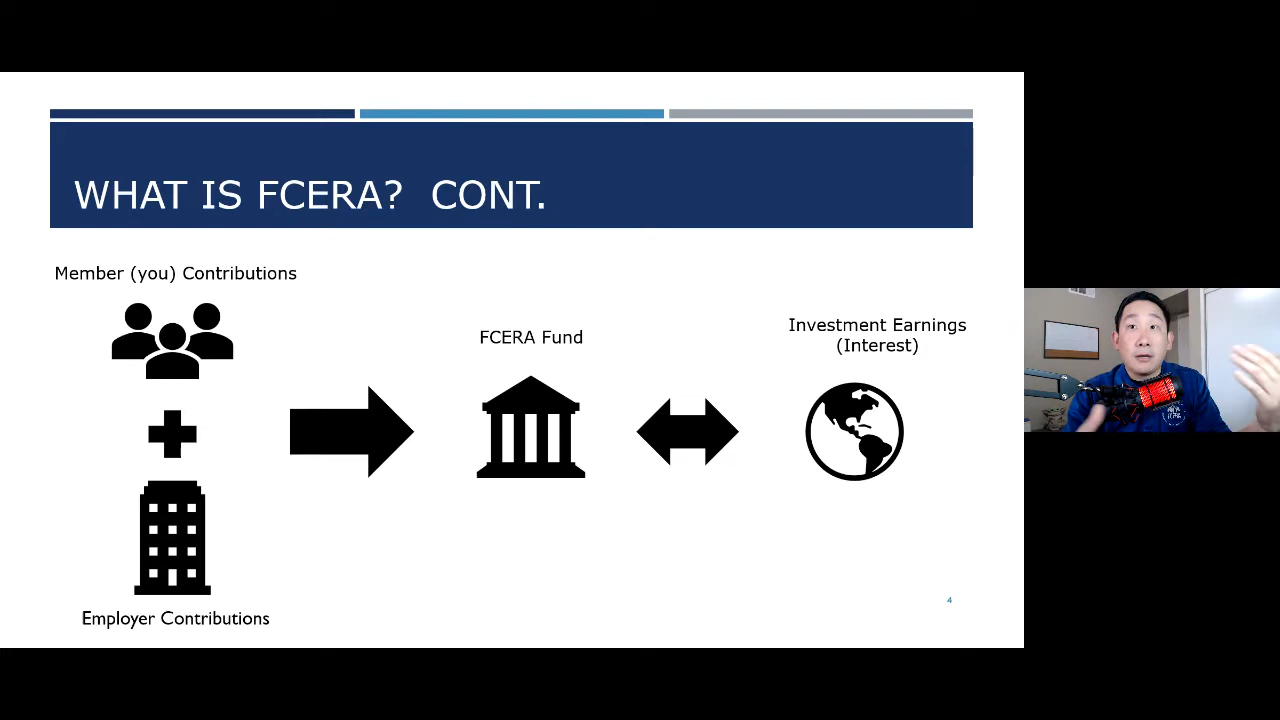 WHAT IS FCERA? CONT.
Member (you) Contributions
FCERA Fund
Investment Earnings
(Interest)
Employer Contributions
4